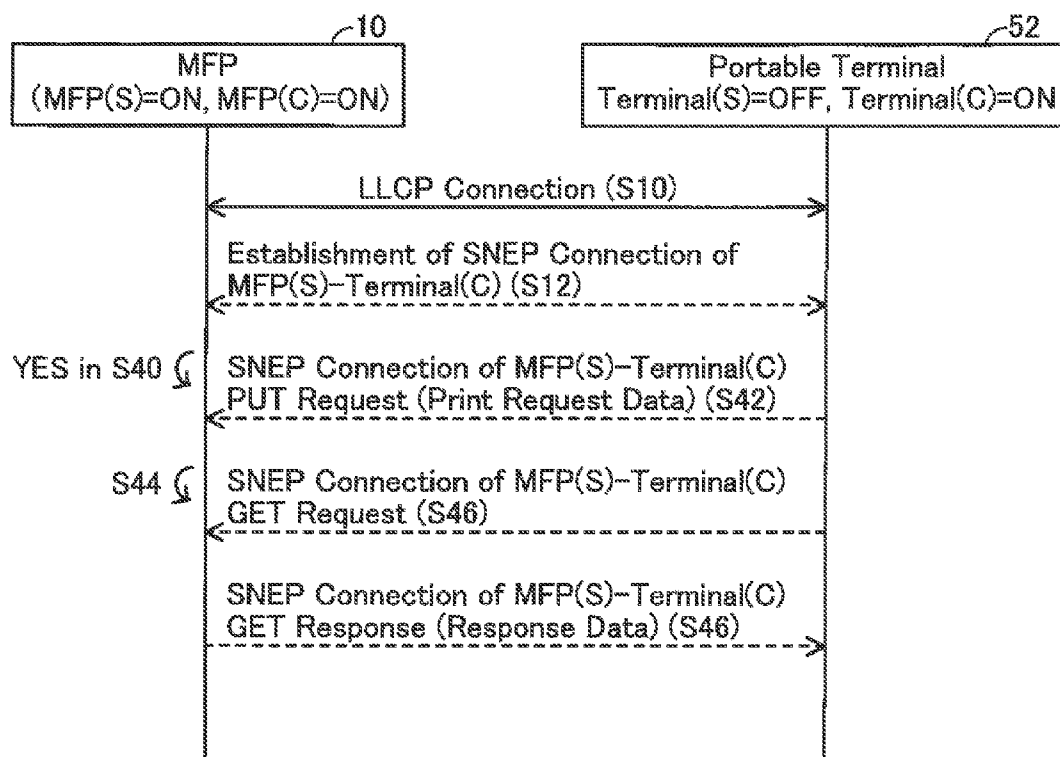 10
MFP
(MFP(S)=ON, MFP(C)=ON)
52
Portable Terminal
Terminal(S)=OFF, Terminal(C)=ON
LLCP Connection (S10)
Establishment of SNEP Connection of
MFP(S)-Terminal(C) (S12)
YES in S40
SNEP Connection of MFP(S)-Terminal(C)
PUT Request (Print Request Data) (S42)
S44
SNEP Connection of MFP(S)-Terminal(C)
GET Request (S46)
SNEP Connection of MFP(S)-Terminal(C)
GET Response (Response Data) (S46)